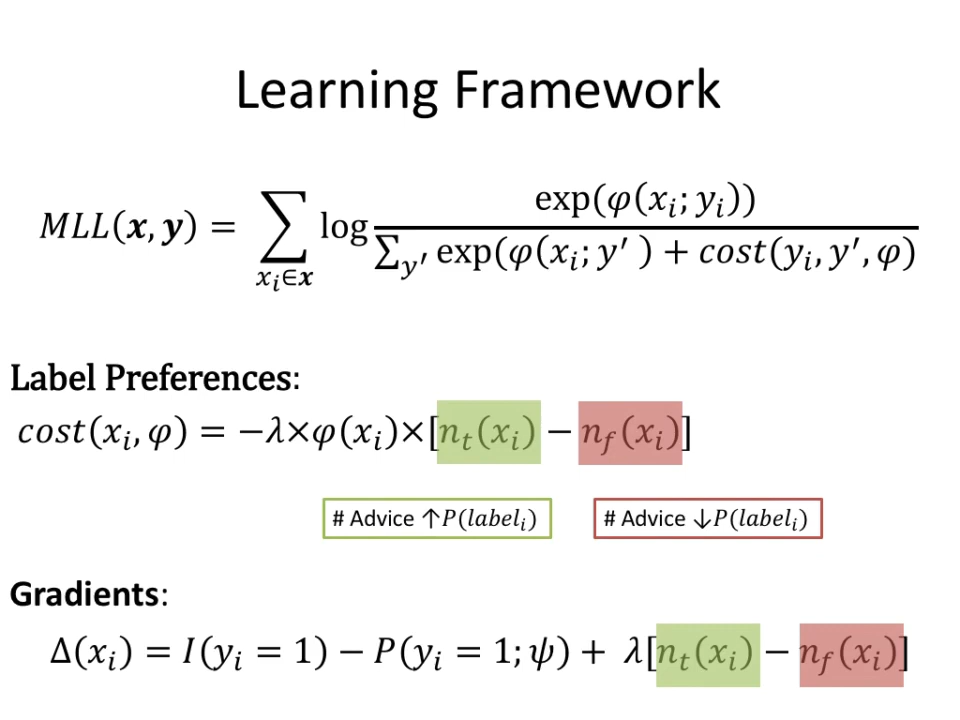 Learning Framework
MLL(x, y) = ∑_{x_i∈x} log exp(φ(x_i; y_i)) / ∑_{y′} exp(φ(x_i; y′ ) + cost(y_i, y′, φ)
Label Preferences:
cost(x_i, φ) = −λ×φ(x_i)×[n_t(x_i) − n_f(x_i)]
# Advice ↑P(label_i)
# Advice ↓P(label_i)
Gradients:
Δ(x_i) = I(y_i = 1) − P(y_i = 1; ψ) + λ[n_t(x_i) − n_f(x_i)]